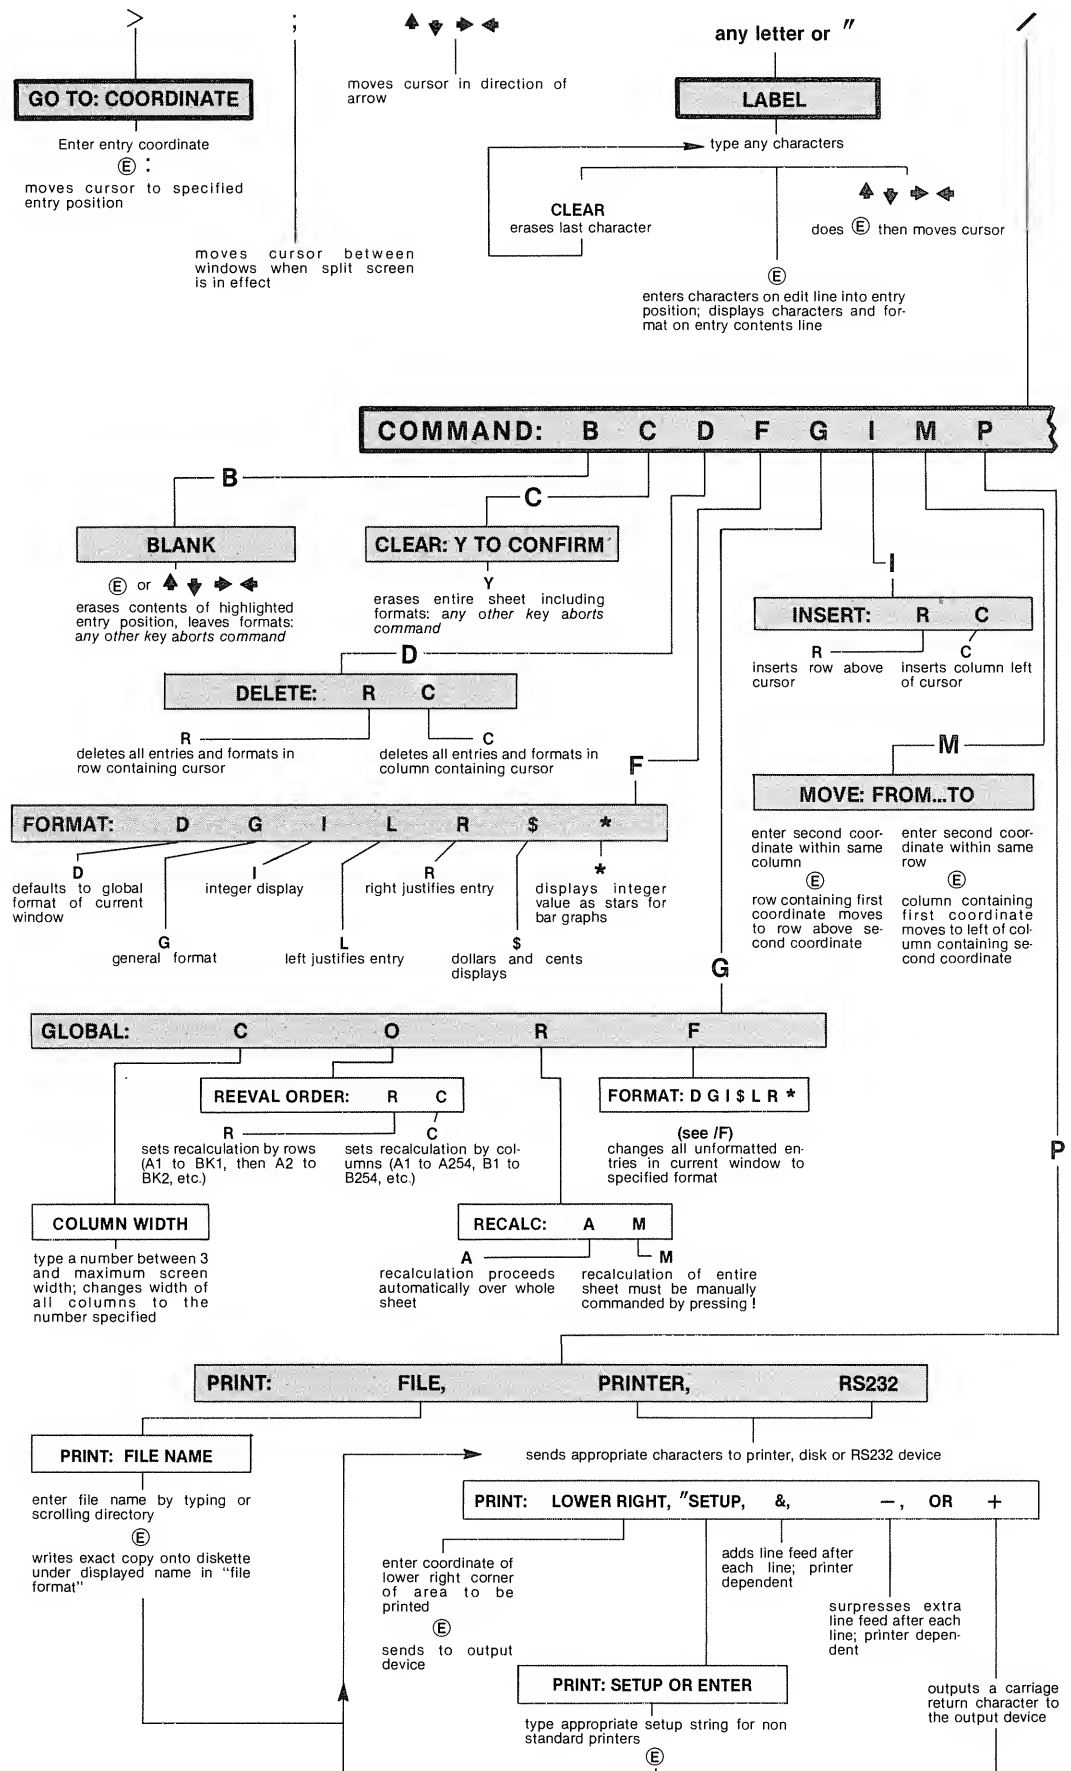 >
;
any letter or "
/
GO TO: COORDINATE
Enter entry coordinate
Ⓔ :
moves cursor to specified
entry position
moves cursor between
windows when split screen
is in effect
moves cursor in direction of
arrow
LABEL
type any characters
CLEAR
erases last character
does Ⓔ then moves cursor
Ⓔ
enters characters on edit line into entry
position; displays characters and for-
mat on entry contents line
COMMAND: B C D F G I M P
B
BLANK
Ⓔ or
erases contents of highlighted
entry position, leaves formats:
any other key aborts command
C
CLEAR: Y TO CONFIRM
Y
erases entire sheet including
formats: any other key aborts
command
D
DELETE: R C
R
deletes all entries and formats in
row containing cursor
C
deletes all entries and formats in
column containing cursor
I
INSERT: R C
R
inserts row above
cursor
C
inserts column left
of cursor
M
MOVE: FROM...TO
enter second coor-
dinate within same
column
Ⓔ
row containing first
coordinate moves
to row above se-
cond coordinate
enter second coor-
dinate within same
row
Ⓔ
column containing
first coordinate
moves to left of col-
umn containing se-
cond coordinate
F
FORMAT: D G I L R $ *
D
defaults to global
format of current
window
G
general format
I
integer display
L
left justifies entry
R
right justifies entry
$
dollars and cents
displays
*
displays integer
value as stars for
bar graphs
G
GLOBAL: C O R F
REEVAL ORDER: R C
R
sets recalculation by rows
(A1 to BK1, then A2 to
BK2, etc.)
C
sets recalculation by col-
umns (A1 to A254, B1 to
B254, etc.)
FORMAT: D G I $ L R *
(see /F)
changes all unformatted en-
tries in current window to
specified format
COLUMN WIDTH
type a number between 3
and maximum screen
width; changes width of
all columns to the
number specified
RECALC: A M
A
recalculation proceeds
automatically over whole
sheet
M
recalculation of entire
sheet must be manually
commanded by pressing !
P
PRINT: FILE, PRINTER, RS232
PRINT: FILE NAME
enter file name by typing or
scrolling directory
Ⓔ
writes exact copy onto diskette
under displayed name in "file
format"
sends appropriate characters to printer, disk or RS232 device
PRINT: LOWER RIGHT, "SETUP, &, –, OR +
enter coordinate of
lower right corner
of area to be
printed
Ⓔ
sends to output
device
adds line feed after
each line; printer
dependent
surpresses extra
line feed after each
line; printer depen-
dent
PRINT: SETUP OR ENTER
type appropriate setup string for non
standard printers
Ⓔ
outputs a carriage
return character to
the output device